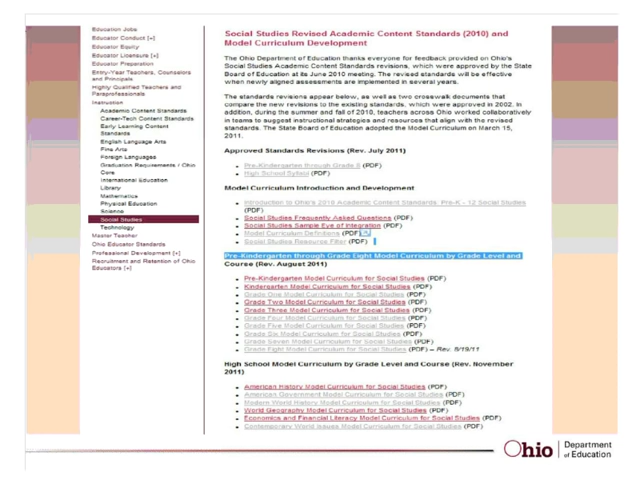 Education Jobs
Educator Conduct [+]
Educator Equity
Educator Licensure [+]
Educator Preparation
Entry-Year Teachers, Counselors
and Principals
Highly Qualified Teachers and
Paraprofessionals
Instruction
Academic Content Standards
Career-Tech Content Standards
Early Learning Content
Standards
English Language Arts
Fine Arts
Foreign Languages
Graduation Requirements / Ohio
Core
International Education
Library
Mathematics
Physical Education
Science
Social Studies
Technology
Master Teacher
Ohio Educator Standards
Professional Development [+]
Recruitment and Retention of Ohio
Educators [+]
Social Studies Revised Academic Content Standards (2010) and
Model Curriculum Development
The Ohio Department of Education thanks everyone for feedback provided on Ohio's
Social Studies Academic Content Standards revisions, which were approved by the State
Board of Education at its June 2010 meeting. The revised standards will be effective
when newly aligned assessments are implemented in several years.
The standards revisions appear below, as well as two crosswalk documents that
compare the new revisions to the existing standards, which were approved in 2002. In
addition, during the summer and fall of 2010, teachers across Ohio worked collaboratively
in teams to suggest instructional strategies and resources that align with the revised
standards. The State Board of Education adopted the Model Curriculum on March 15,
2011.
Approved Standards Revisions (Rev. July 2011)
Pre-Kindergarten through Grade 8 (PDF)
High School Syllabi (PDF)
Model Curriculum Introduction and Development
Introduction to Ohio's 2010 Academic Content Standards: Pre-K - 12 Social Studies
(PDF)
Social Studies Frequently Asked Questions (PDF)
Social Studies Sample Eye of Integration (PDF)
Model Curriculum Definitions (PDF)
Social Studies Resource Filter (PDF)
Pre-Kindergarten through Grade Eight Model Curriculum by Grade Level and
Course (Rev. August 2011)
Pre-Kindergarten Model Curriculum for Social Studies (PDF)
Kindergarten Model Curriculum for Social Studies (PDF)
Grade One Model Curriculum for Social Studies (PDF)
Grade Two Model Curriculum for Social Studies (PDF)
Grade Three Model Curriculum for Social Studies (PDF)
Grade Four Model Curriculum for Social Studies (PDF)
Grade Five Model Curriculum for Social Studies (PDF)
Grade Six Model Curriculum for Social Studies (PDF)
Grade Seven Model Curriculum for Social Studies (PDF)
Grade Eight Model Curriculum for Social Studies (PDF) – Rev. 8/19/11
High School Model Curriculum by Grade Level and Course (Rev. November
2011)
American History Model Curriculum for Social Studies (PDF)
American Government Model Curriculum for Social Studies (PDF)
Modern World History Model Curriculum for Social Studies (PDF)
World Geography Model Curriculum for Social Studies (PDF)
Economics and Financial Literacy Model Curriculum for Social Studies (PDF)
Contemporary World Issues Model Curriculum for Social Studies (PDF)
Ohio Department
of Education